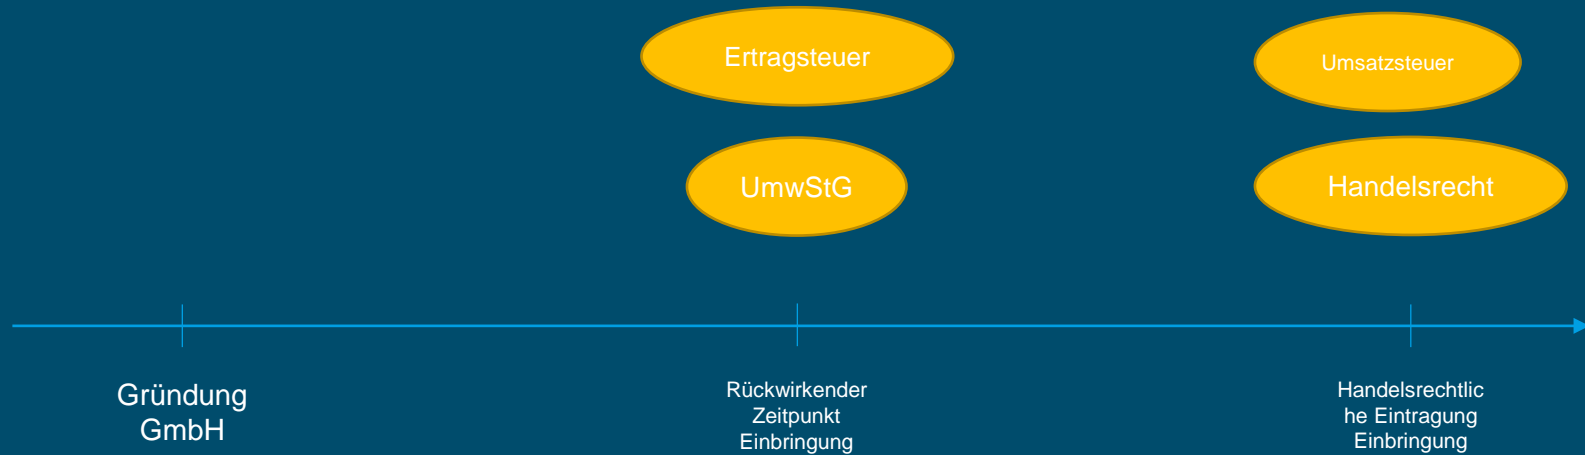 Ertragsteuer
Umsatzsteuer
UmwStG
Handelsrecht
Gründung
GmbH
Rückwirkender
Zeitpunkt
Einbringung
Handelsrechtlic
he Eintragung
Einbringung